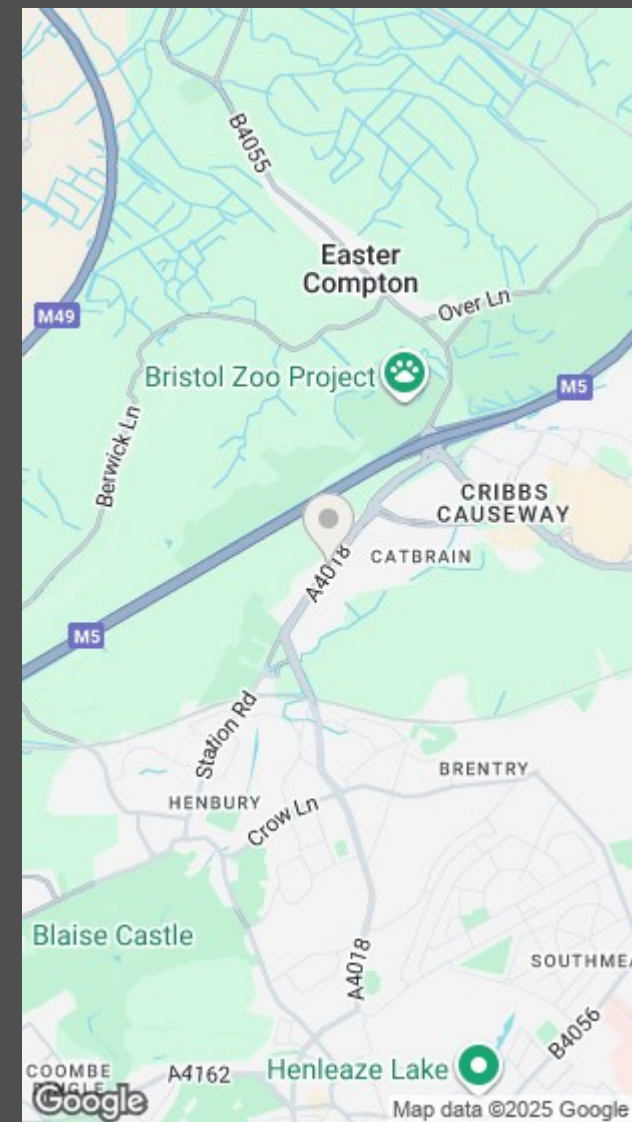 B4055
Easter
Compton
Over Ln
M49
Bristol Zoo Project
M5
Berwick Ln
CRIBBS
CAUSEWAY
A4018
CATBRAIN
M5
Station Rd
BRENTRY
HENBURY
Crow Ln
Blaise Castle
A4018
SOUTHMEA
B4056
COOMBE
A4162
Henleaze Lake
Google
Map data ©2025 Google